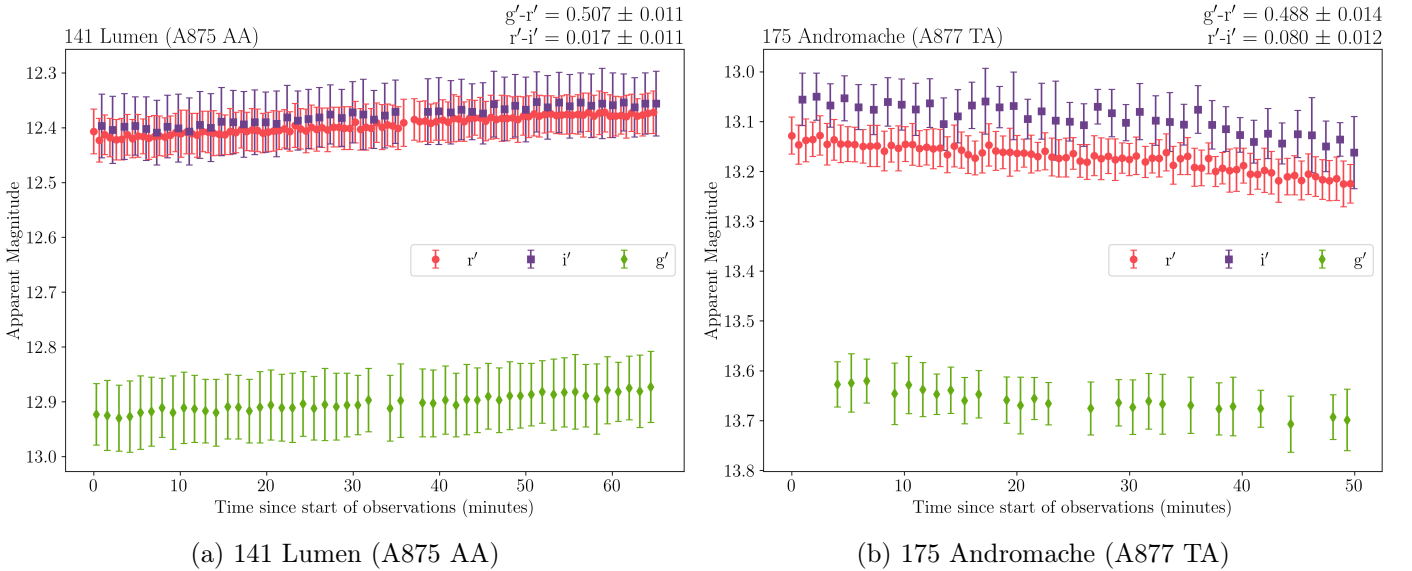 g′-r′ = 0.507 ± 0.011
141 Lumen (A875 AA)
r′-i′ = 0.017 ± 0.011
12.3
12.4
12.5
12.6
12.7
12.8
12.9
13.0
Apparent Magnitude
r′
i′
g′
0
10
20
30
40
50
60
Time since start of observations (minutes)
(a) 141 Lumen (A875 AA)
g′-r′ = 0.488 ± 0.014
175 Andromache (A877 TA)
r′-i′ = 0.080 ± 0.012
13.0
13.1
13.2
13.3
13.4
13.5
13.6
13.7
13.8
Apparent Magnitude
r′
i′
g′
0
10
20
30
40
50
Time since start of observations (minutes)
(b) 175 Andromache (A877 TA)